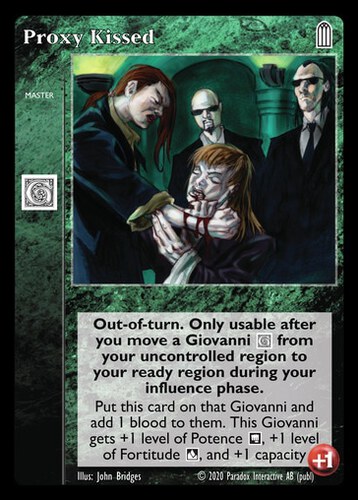 Proxy Kissed
MASTER
Out-of-turn. Only usable after
you move a Giovanni from
your uncontrolled region to
your ready region during your
influence phase.
Put this card on that Giovanni and
add 1 blood to them. This Giovanni
gets +1 level of Potence, +1 level
of Fortitude, and +1 capacity
+1
Illus: John Bridges
© 2020 Paradox Interactive AB (publ)